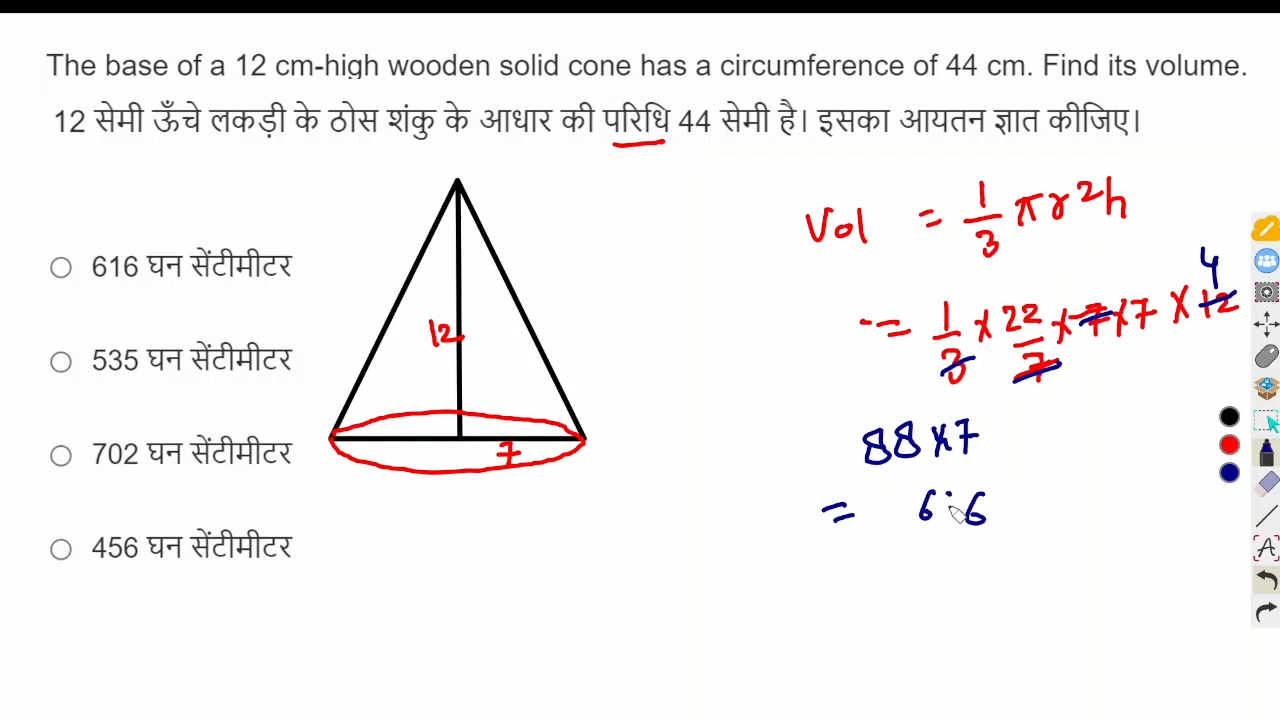 The base of a 12 cm-high wooden solid cone has a circumference of 44 cm. Find its volume.
12 सेमी ऊँचे लकड़ी के ठोस शंकु के आधार की परिधि 44 सेमी है। इसका आयतन ज्ञात कीजिए।
616 घन सेंटीमीटर
535 घन सेंटीमीटर
702 घन सेंटीमीटर
456 घन सेंटीमीटर
12
7
Vol = 1/3 πr2h
4
= 1/3 × 22/7 × 7 × 7 × 12
88 × 7
= 6 6
A